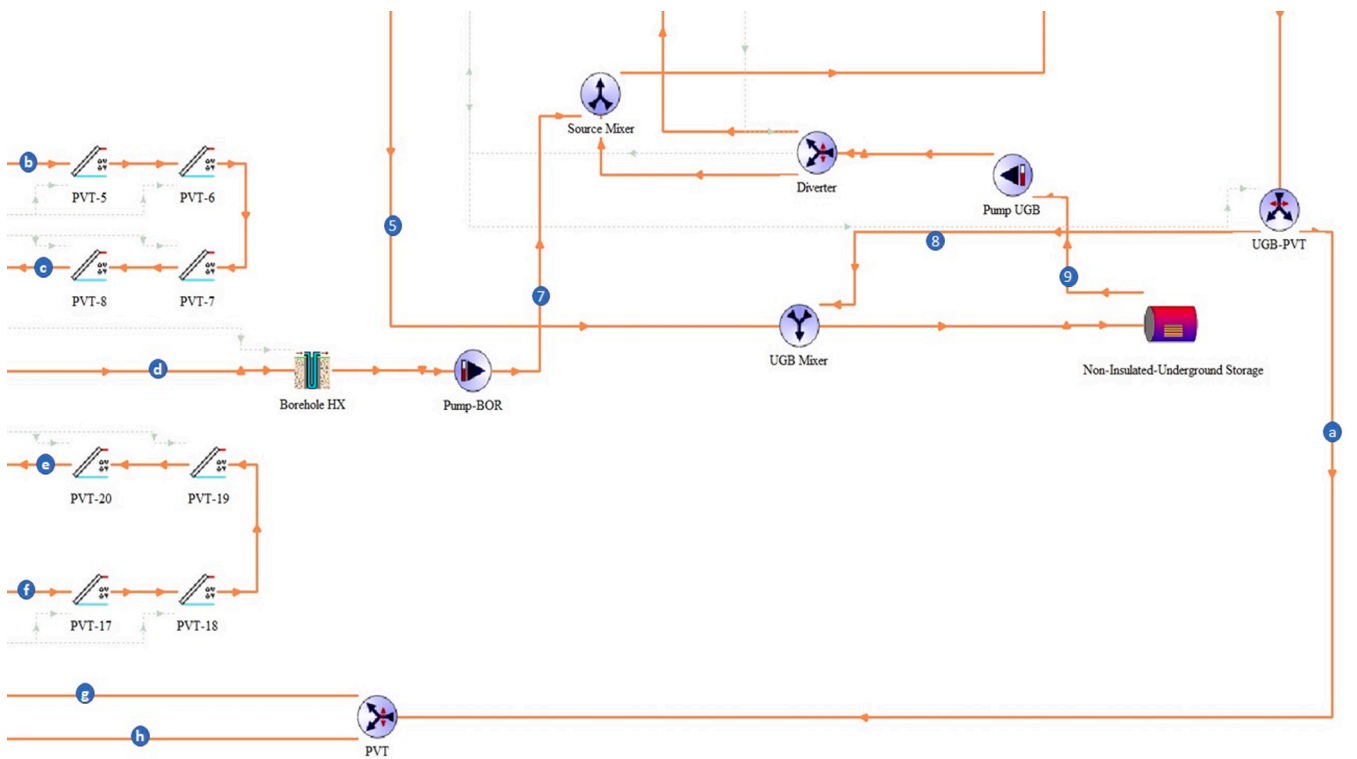 Source Mixer
b
PVT-5
PVT-6
Diverter
Pump UGB
5
8
UGB-PVT
c
PVT-8
PVT-7
7
9
UGB Mixer
d
Borehole HX
Pump-BOR
Non-Insulated-Underground Storage
a
e
PVT-20
PVT-19
f
PVT-17
PVT-18
g
h
PVT